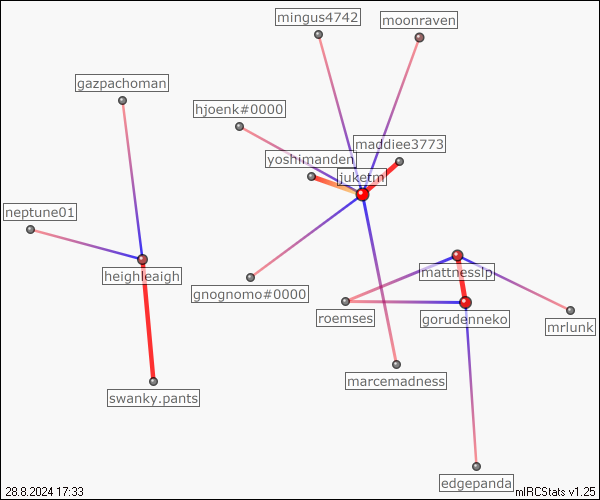 mingus4742
moonraven
gazpachoman
hjoenk#0000
maddiee3773
yoshimanden
juketm
neptune01
mattnesslp
heighleaigh
gnognomo#0000
roemses
gorudenneko
mrlunk
marcemadness
swanky.pants
edgepanda
28.8.2024 17:33
mIRCStats v1.25